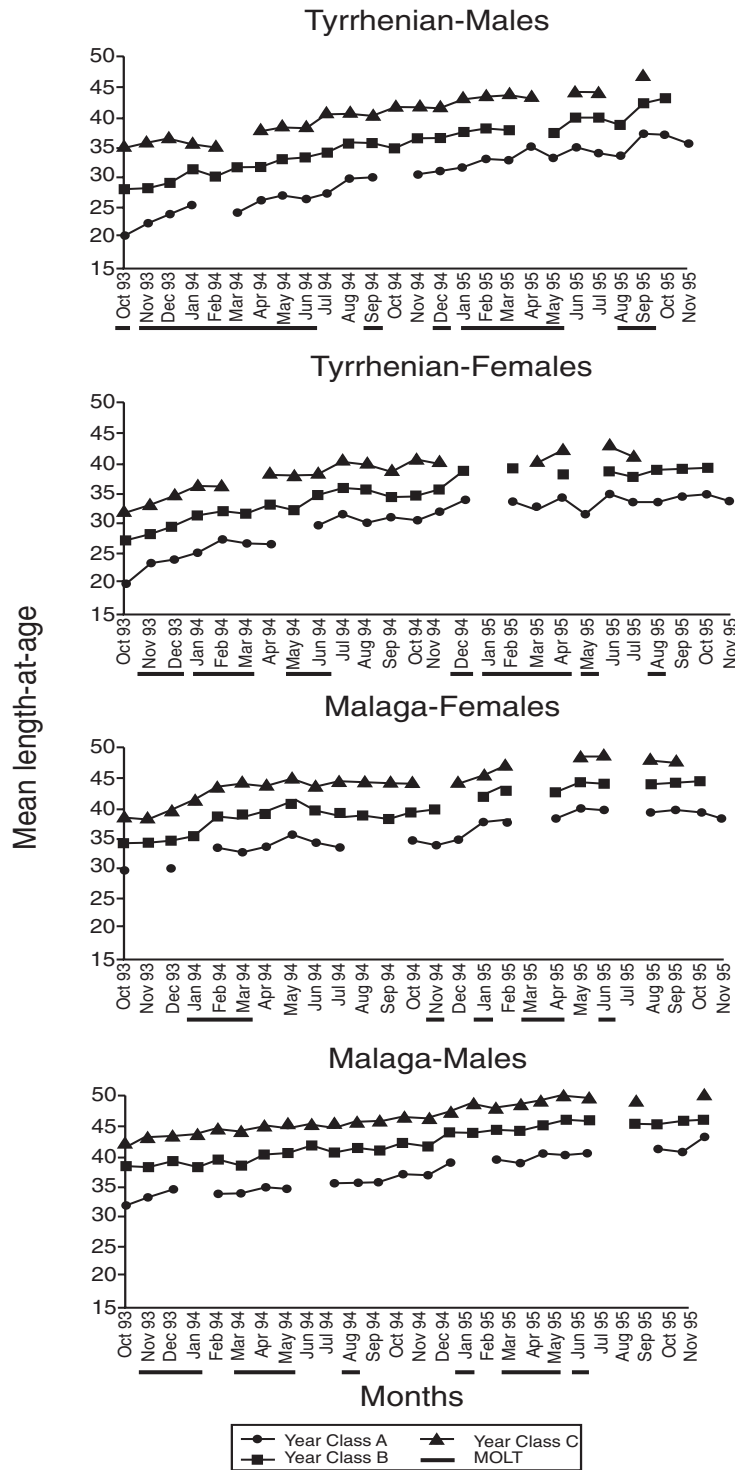 Tyrrhenian-Males
50
45
40
35
30
25
20
15
Oct 93
Nov 93
Dec 93
Jan 94
Feb 94
Mar 94
Apr 94
May 94
Jun 94
Jul 94
Aug 94
Sep 94
Oct 94
Nov 94
Dec 94
Jan 95
Feb 95
Mar 95
Apr 95
May 95
Jun 95
Jul 95
Aug 95
Sep 95
Oct 95
Nov 95
Tyrrhenian-Females
50
45
40
35
30
25
20
15
Oct 93
Nov 93
Dec 93
Jan 94
Feb 94
Mar 94
Apr 94
May 94
Jun 94
Jul 94
Aug 94
Sep 94
Oct 94
Nov 94
Dec 94
Jan 95
Feb 95
Mar 95
Apr 95
May 95
Jun 95
Jul 95
Aug 95
Sep 95
Oct 95
Nov 95
Mean length-at-age
Malaga-Females
50
45
40
35
30
25
20
15
Oct 93
Nov 93
Dec 93
Jan 94
Feb 94
Mar 94
Apr 94
May 94
Jun 94
Jul 94
Aug 94
Sep 94
Oct 94
Nov 94
Dec 94
Jan 95
Feb 95
Mar 95
Apr 95
May 95
Jun 95
Jul 95
Aug 95
Sep 95
Oct 95
Nov 95
Malaga-Males
50
45
40
35
30
25
20
15
Oct 93
Nov 93
Dec 93
Jan 94
Feb 94
Mar 94
Apr 94
May 94
Jun 94
Jul 94
Aug 94
Sep 94
Oct 94
Nov 94
Dec 94
Jan 95
Feb 95
Mar 95
Apr 95
May 95
Jun 95
Jul 95
Aug 95
Sep 95
Oct 95
Nov 95
Months
Year Class A
Year Class C
Year Class B
MOLT